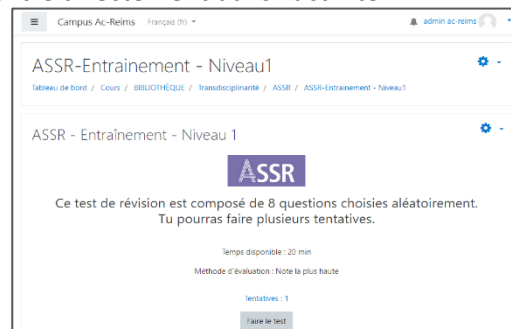 Campus Ac-Reims Français (fr) admin ac-reims
ASSR-Entrainement - Niveau1
Tableau de bord / Cours / BIBLIOTHÈQUE / Transdisciplinarité / ASSR / ASSR-Entrainement - Niveau1
ASSR - Entraînement - Niveau 1
ASSR
Ce test de révision est composé de 8 questions choisies aléatoirement.
Tu pourras faire plusieurs tentatives.
Temps disponible : 20 min
Méthode d'évaluation : Note la plus haute
Tentatives : 1
Faire le test